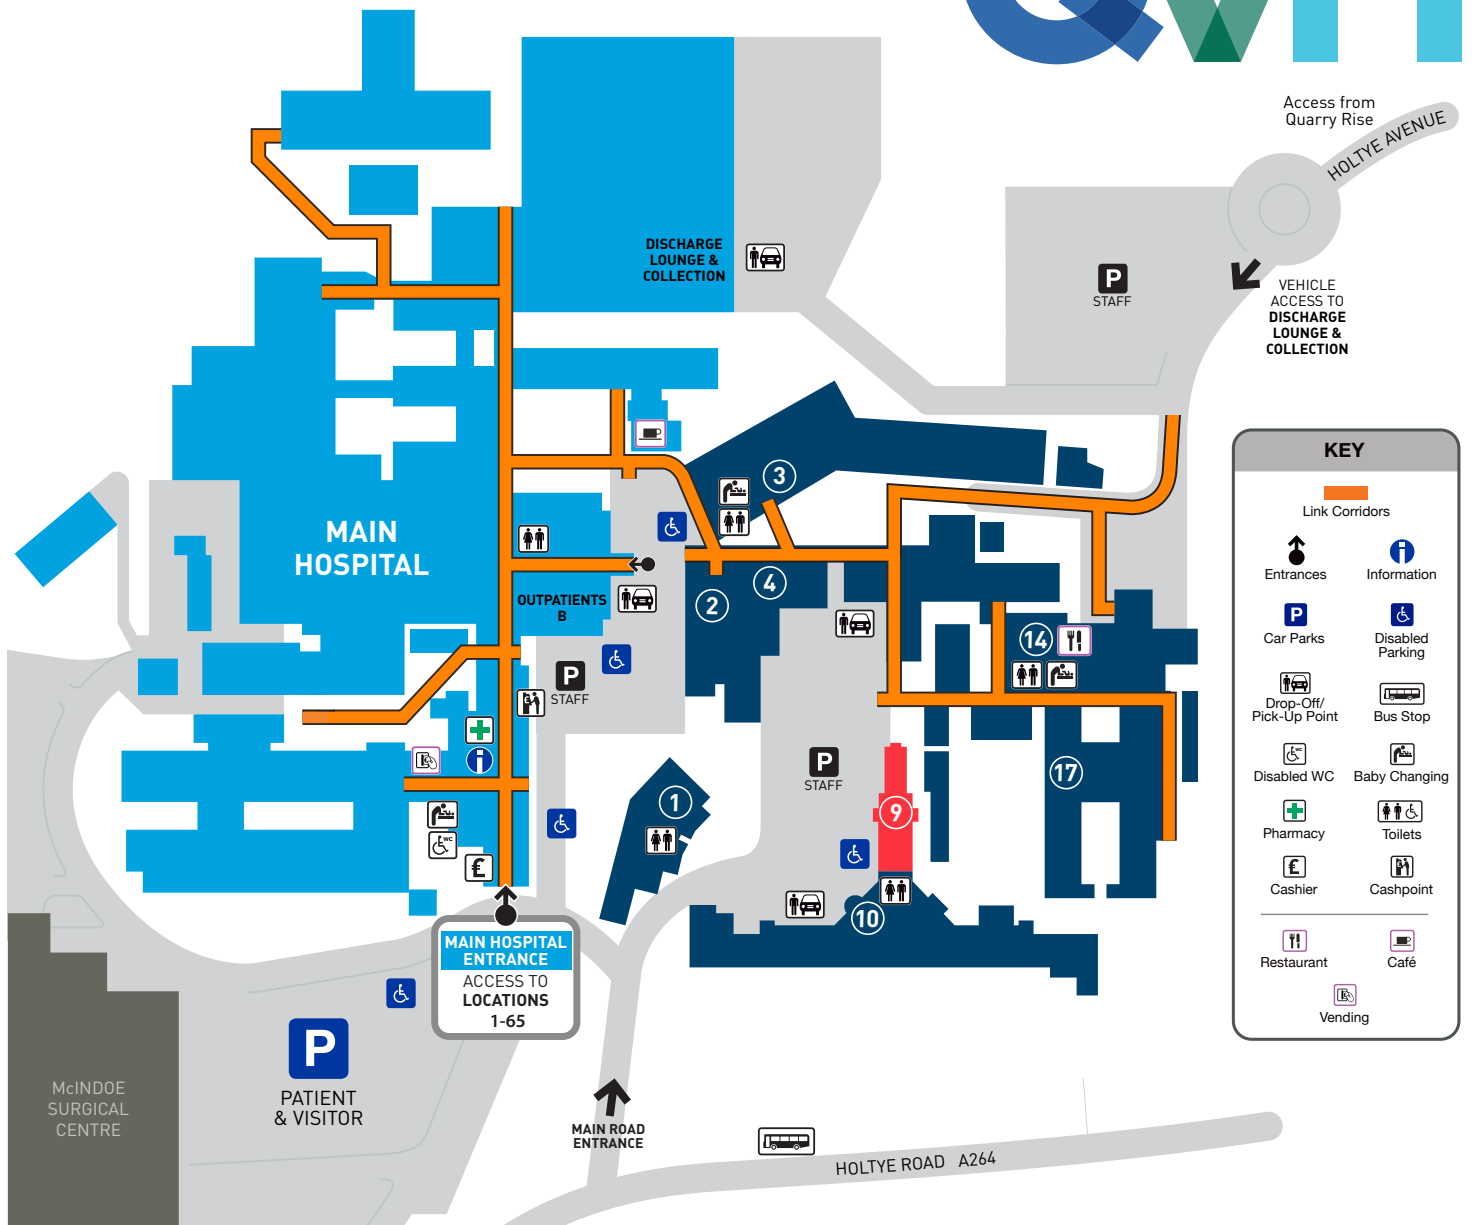 Access from
Quarry Rise
HOLTYE AVENUE
DISCHARGE
LOUNGE &
COLLECTION
P
STAFF
VEHICLE
ACCESS TO
DISCHARGE
LOUNGE &
COLLECTION
MAIN
HOSPITAL
3
OUTPATIENTS
B
2
4
14
P
STAFF
i
P
STAFF
1
9
17
WC
£
10
MAIN HOSPITAL
ENTRANCE
ACCESS TO
LOCATIONS
1-65
P
PATIENT
& VISITOR
McINDOE
SURGICAL
CENTRE
MAIN ROAD
ENTRANCE
HOLTYE ROAD A264
KEY
Link Corridors
Entrances
i
Information
P
Car Parks
Disabled
Parking
Drop-Off/
Pick-Up Point
Bus Stop
WC
Disabled WC
Baby Changing
Pharmacy
Toilets
£
Cashier
Cashpoint
Restaurant
Café
Vending